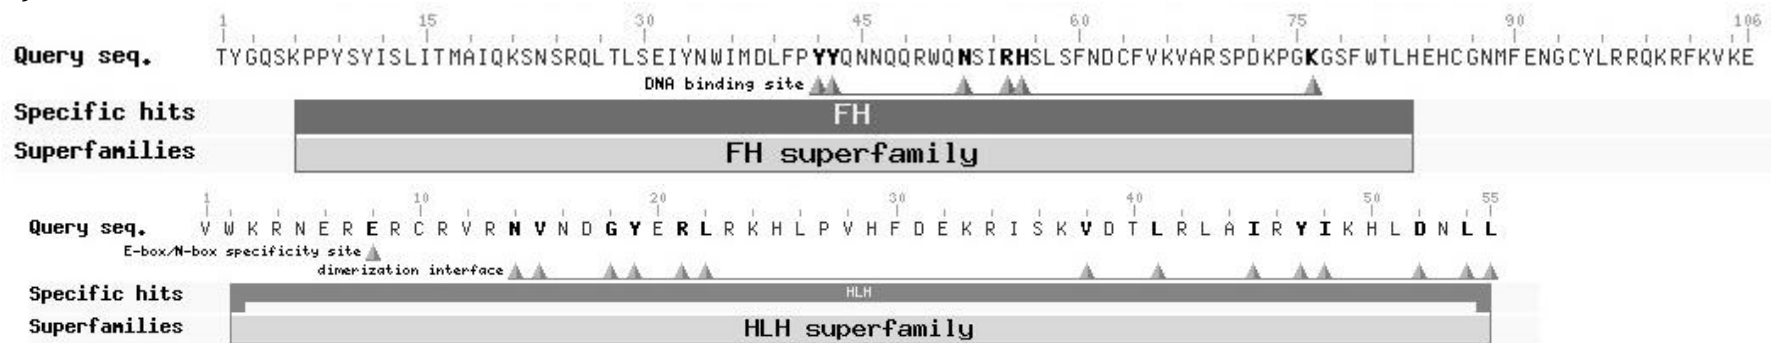 1 15 30 45 60 75 90 106
Query seq. TYGQSKPPYSYISLITMAIQKSNSRQLTLSEIYNWIMDLFPYYQNNQQRWQNSIRHSLSFNDCFVKVARSPDKPGKGSFWTLHEHCGNMFENGCYLRRQKRFKVKE
DNA binding site
Specific hits FH
Superfamilies FH superfamily
1 10 20 30 40 50 55
Query seq. VWKRNERERCRVRNVNDGYERLRKHLPVHFDEKRISKVDTLRLAIRYIKHLDNLL
E-box/N-box specificity site
dimerization interface
Specific hits HLH
Superfamilies HLH superfamily